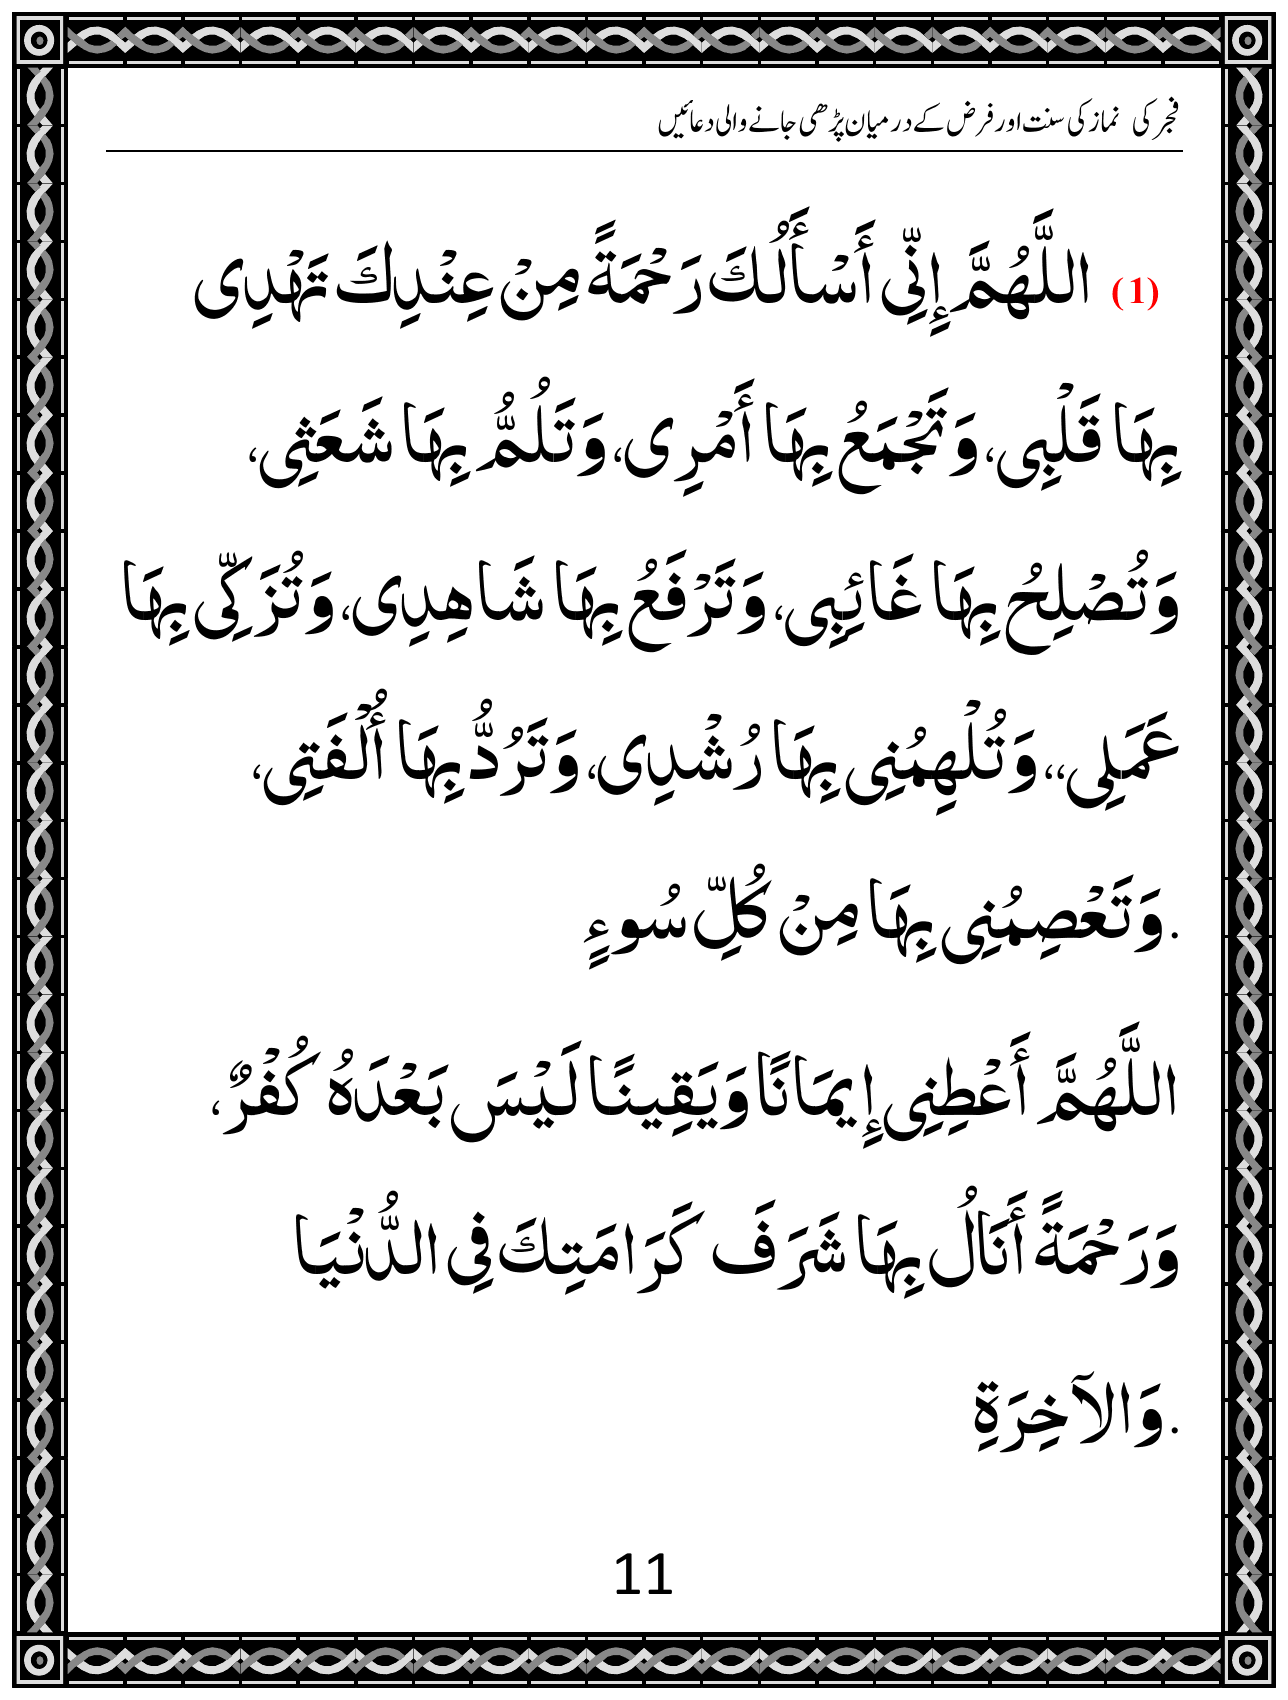 فجر کی نماز کی سنت اور فرض کے درمیان پڑھی جانے والی دعائیں
(1) اللَّهُمَّ إِنِّي أَسْأَلُكَ رَحْمَةً مِنْ عِنْدِكَ تَهْدِى
بِهَا قَلْبِى، وَتَجْمَعُ بِهَا أَمْرِى، وَتَلُمُّ بِهَا شَعَثِى،
وَتُصْلِحُ بِهَا غَائِبِى، وَتَرْفَعُ بِهَا شَاهِدِى، وَتُزَكِّى بِهَا
عَمَلِى،، وَتُلْهِمُنِى بِهَا رُشْدِى، وَتَرُدُّ بِهَا أُلْفَتِى،
.وَتَعْصِمُنِى بِهَا مِنْ كُلِّ سُوءٍ
اللَّهُمَّ أَعْطِنِى إِيمَانًا وَيَقِينًا لَيْسَ بَعْدَهُ كُفْرٌ،
وَرَحْمَةً أَنَالُ بِهَا شَرَفَ كَرَامَتِكَ فِى الدُّنْيَا
.وَالآخِرَةِ
11